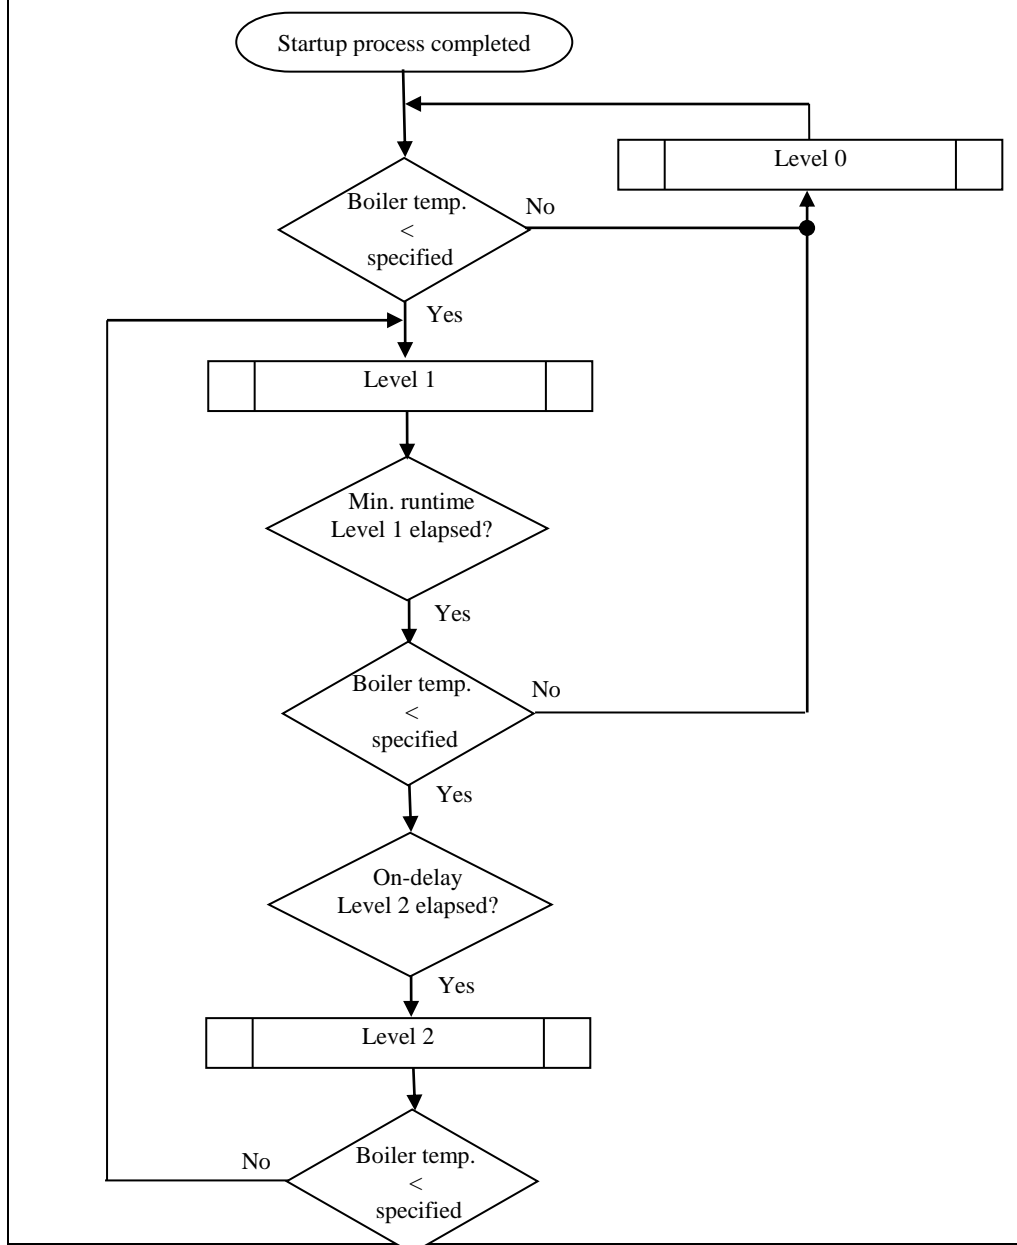 Startup process completed
Level 0
Boiler temp.
<
specified
No
Yes
Level 1
Min. runtime
Level 1 elapsed?
Yes
Boiler temp.
<
specified
No
Yes
On-delay
Level 2 elapsed?
Yes
Level 2
No
Boiler temp.
<
specified